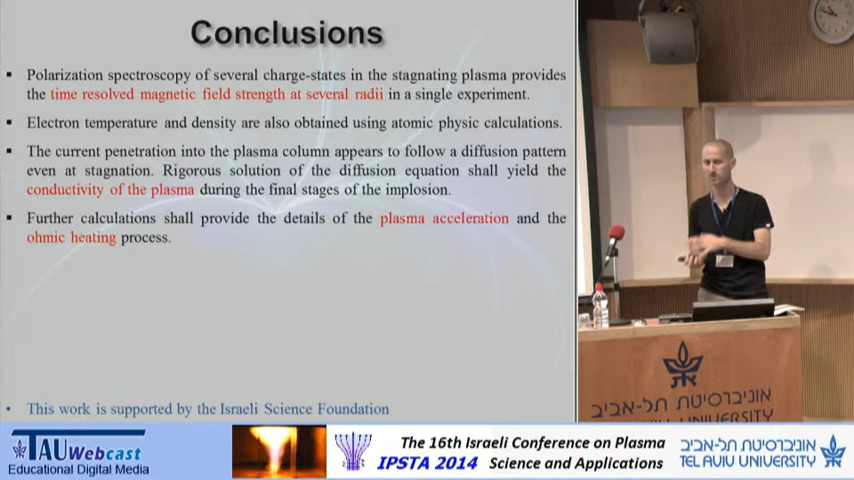 Conclusions
▪ Polarization spectroscopy of several charge-states in the stagnating plasma provides
the time resolved magnetic field strength at several radii in a single experiment.
▪ Electron temperature and density are also obtained using atomic physic calculations.
▪ The current penetration into the plasma column appears to follow a diffusion pattern
even at stagnation. Rigorous solution of the diffusion equation shall yield the
conductivity of the plasma during the final stages of the implosion.
▪ Further calculations shall provide the details of the plasma acceleration and the
ohmic heating process.
• This work is supported by the Israeli Science Foundation
אוניברסיטת תל-אביב
UNIVERSITY
TAU Webcast
Educational Digital Media
The 16th Israeli Conference on Plasma
IPSTA 2014 Science and Applications
אוניברסיטת תל-אביב
TEL AVIV UNIVERSITY